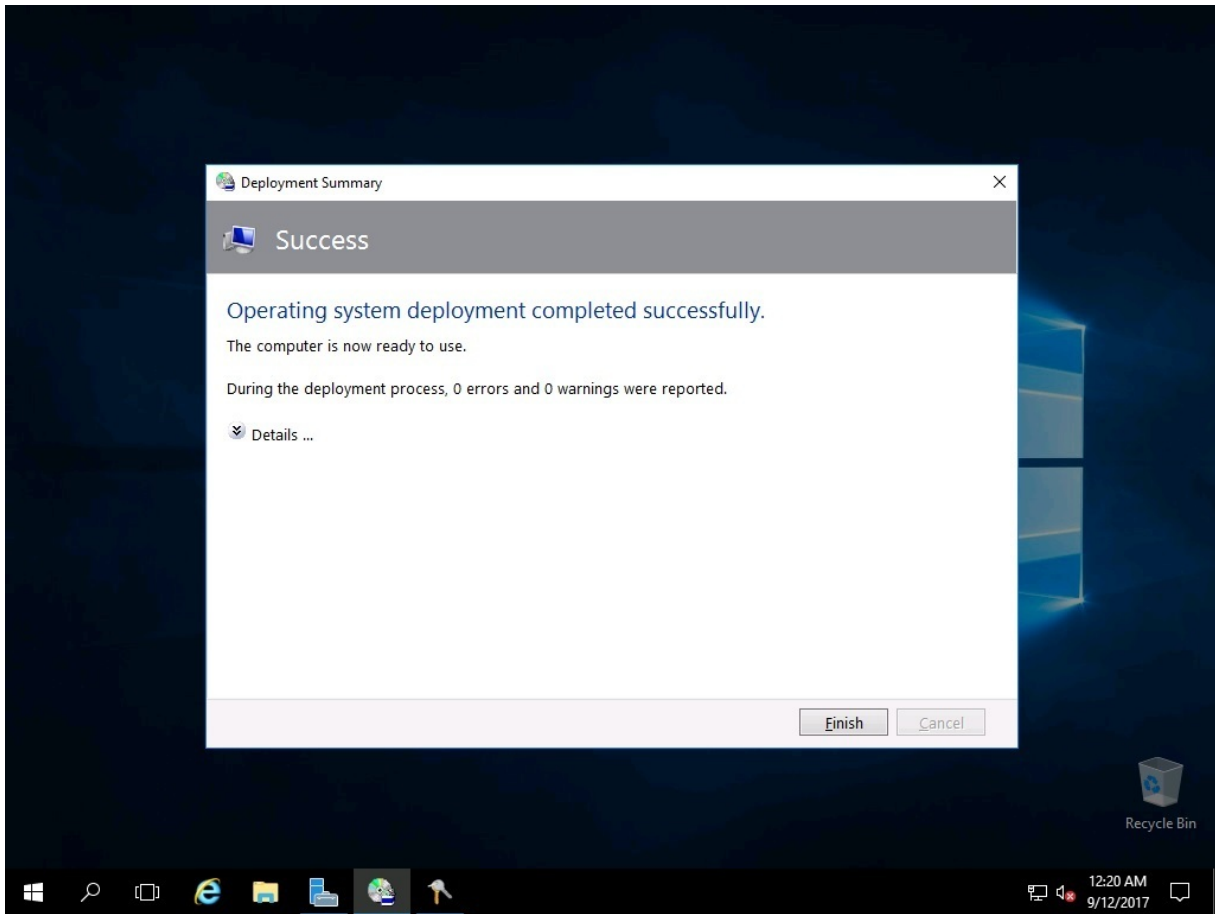 Deployment Summary
Success
Operating system deployment completed successfully.
The computer is now ready to use.
During the deployment process, 0 errors and 0 warnings were reported.
Details ...
Finish
Cancel
Recycle Bin
12:20 AM
9/12/2017